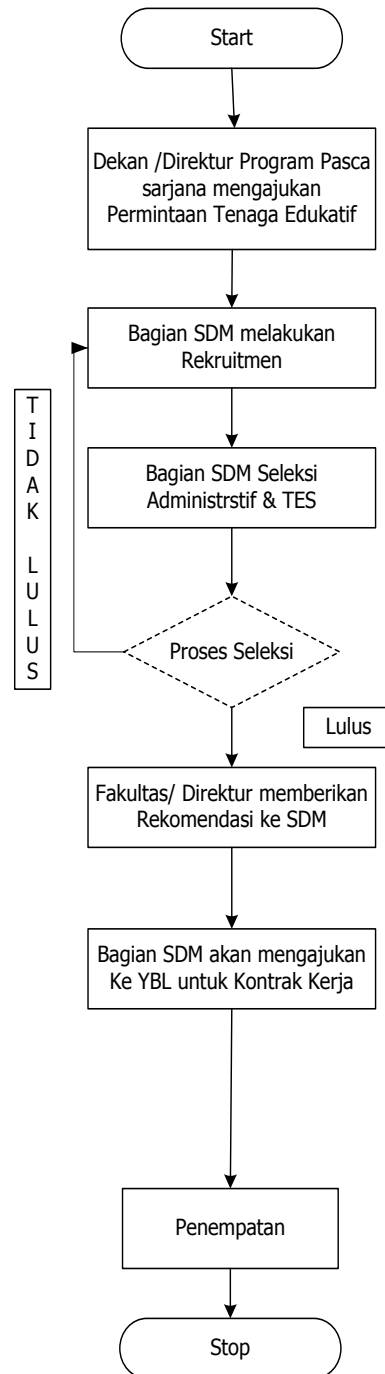 Start
Dekan /Direktur Program Pasca
sarjana mengajukan
Permintaan Tenaga Edukatif
Bagian SDM melakukan
Rekruitmen
T
I
D
A
K
L
U
L
U
S
Bagian SDM Seleksi
Administrstif & TES
Proses Seleksi
Lulus
Fakultas/ Direktur memberikan
Rekomendasi ke SDM
Bagian SDM akan mengajukan
Ke YBL untuk Kontrak Kerja
Penempatan
Stop